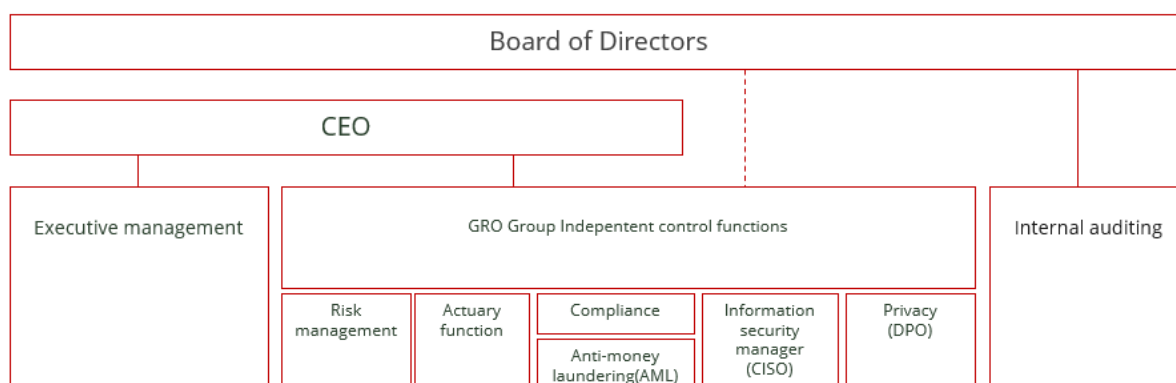 Board of Directors
CEO
Executive management
GRO Group Indepentent control functions
Internal auditing
Risk
management
Actuary
function
Compliance
Anti-money
laundering(AML)
Information
security
manager
(CISO)
Privacy
(DPO)